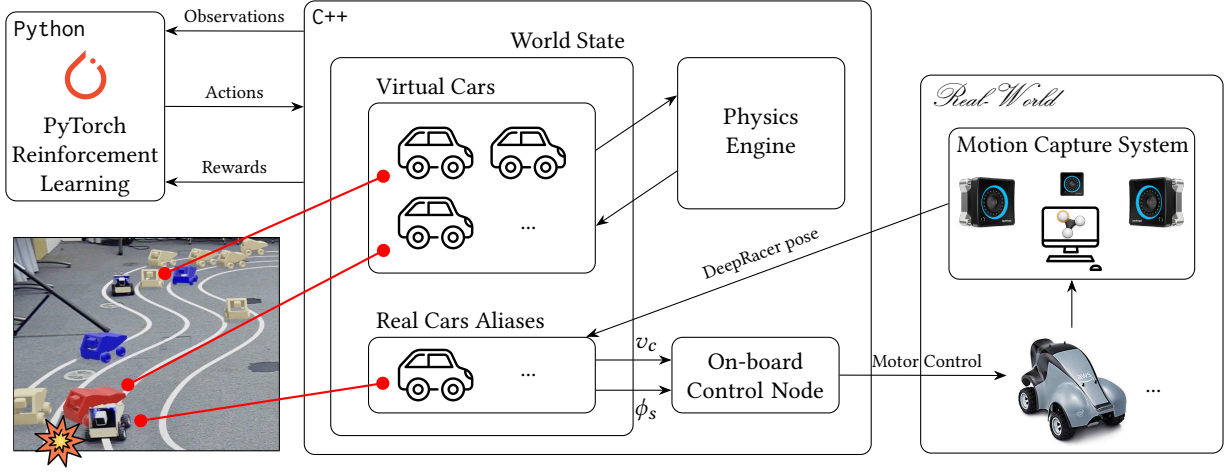 Python
PyTorch
Reinforcement
Learning
Observations
Actions
Rewards
C++
World State
Virtual Cars
...
Physics
Engine
Real Cars Aliases
...
v_c
ϕ_s
On-board
Control Node
DeepRacer pose
Motor Control
Real-World
Motion Capture System
aws
...